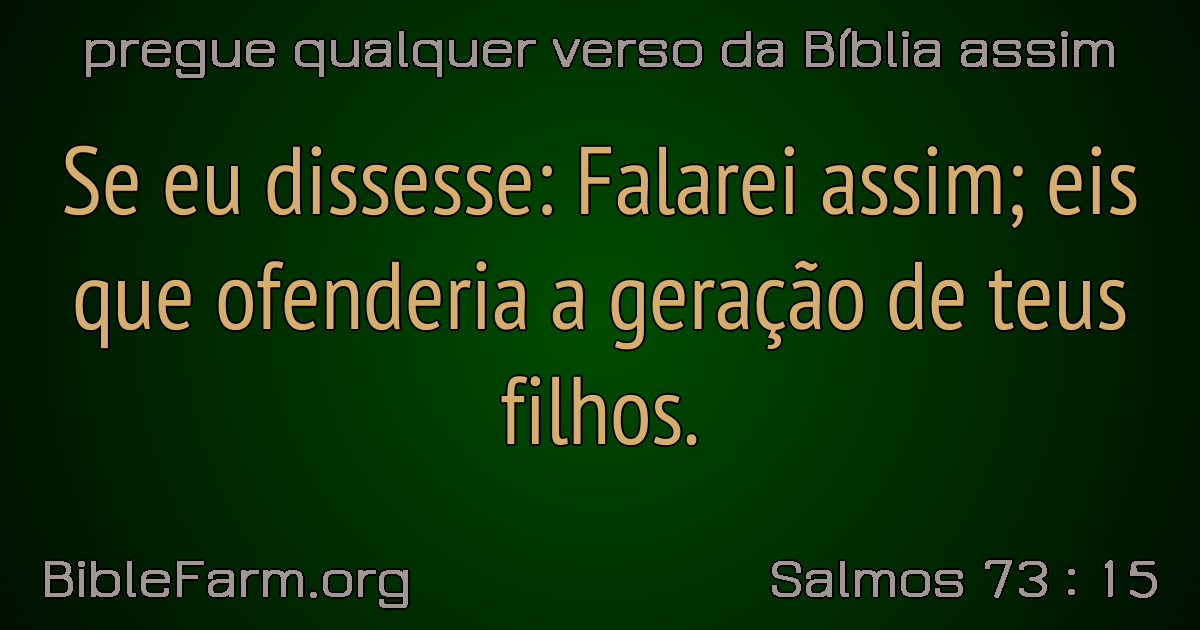 pregue qualquer verso da Bíblia assim
Se eu dissesse: Falarei assim; eis
que ofenderia a geração de teus
filhos.
BibleFarm.org
Salmos 73 : 15